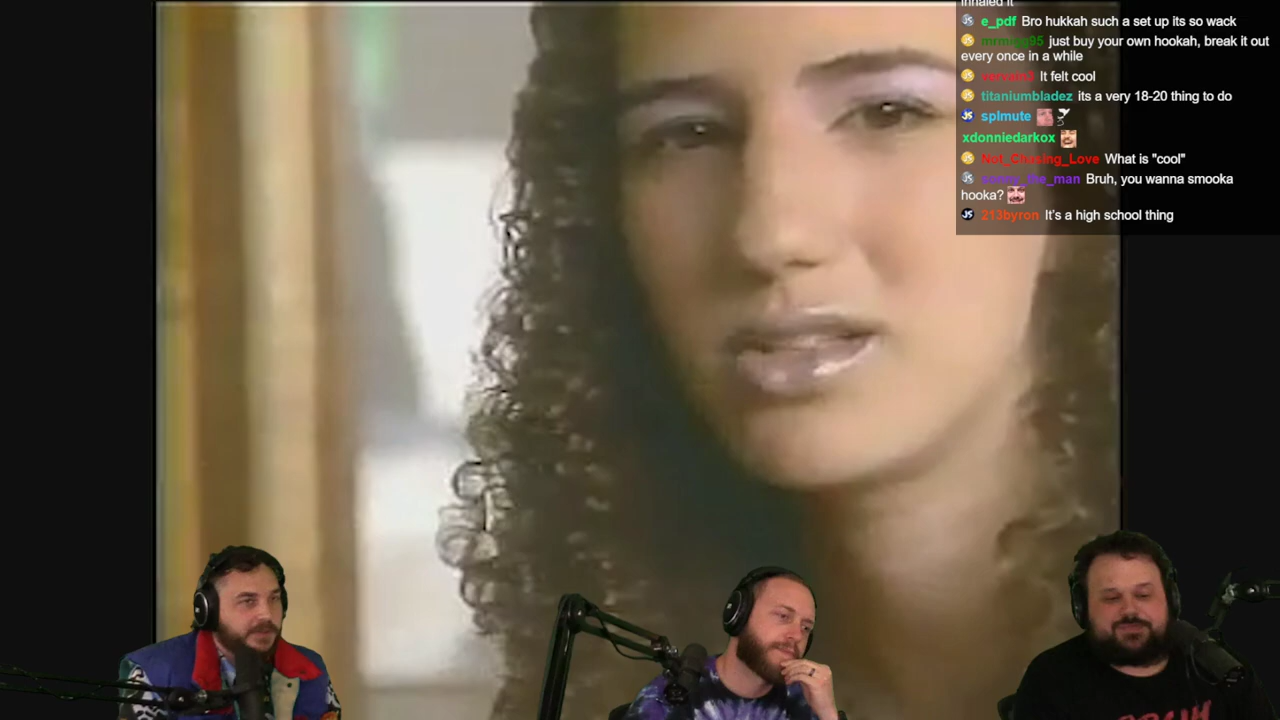 inhaled it
e_pdf Bro hukkah such a set up its so wack
just buy your own hookah, break it out
every once in a while
It felt cool
titaniumbladez its a very 18-20 thing to do
splmute
xdonniedarkox
Not_Chasing_Love What is "cool"
Bruh, you wanna smooka
hooka?
213byron It's a high school thing